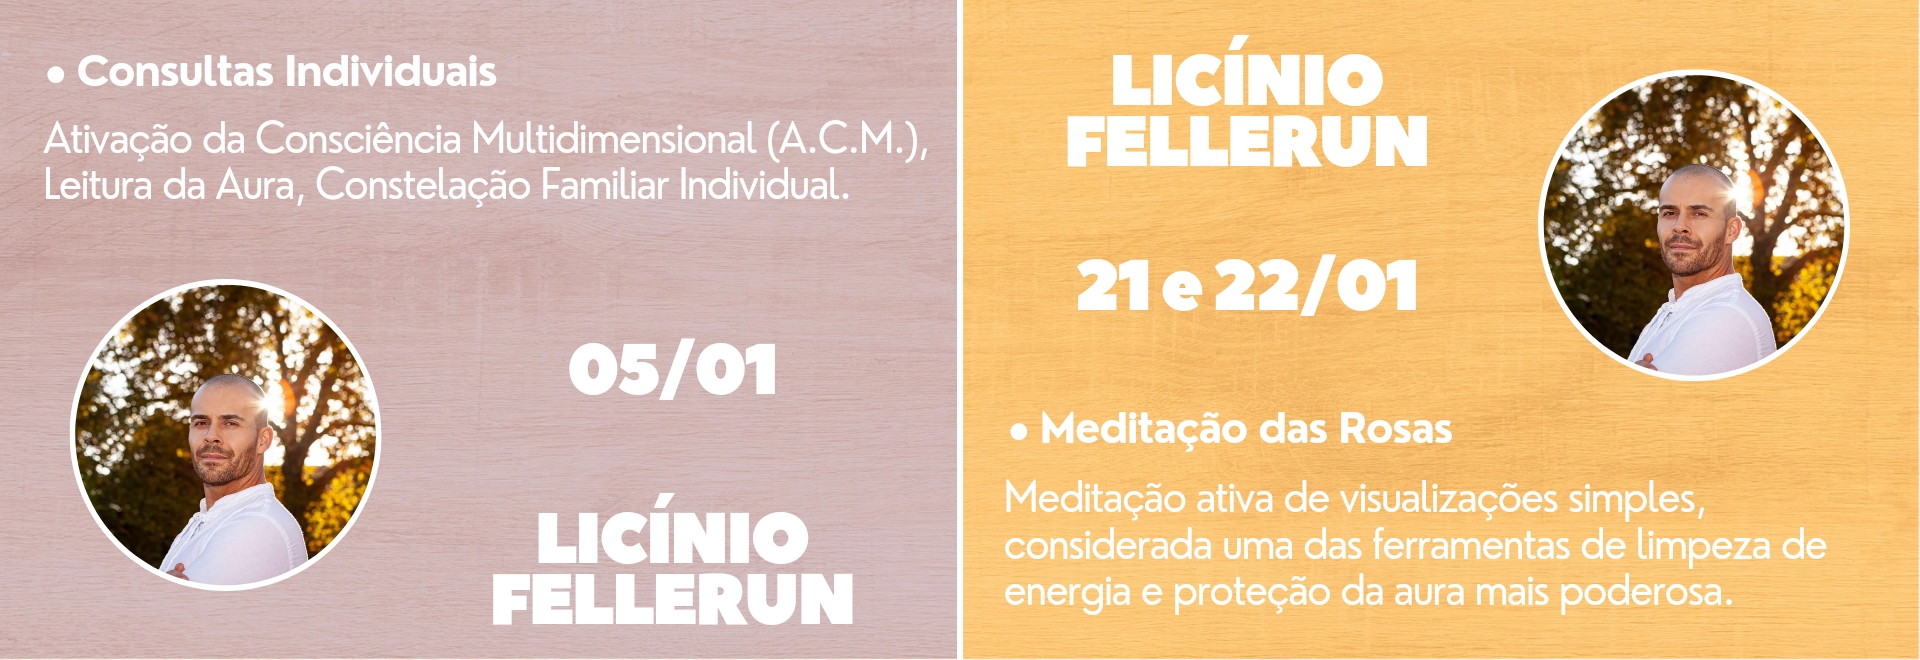 • Consultas Individuais
Ativação da Consciência Multidimensional (A.C.M.),
Leitura da Aura, Constelação Familiar Individual.
05/01
LICÍNIO
FELLERUN
LICÍNIO
FELLERUN
21 e 22/01
• Meditação das Rosas
Meditação ativa de visualizações simples,
considerada uma das ferramentas de limpeza de
energia e proteção da aura mais poderosa.